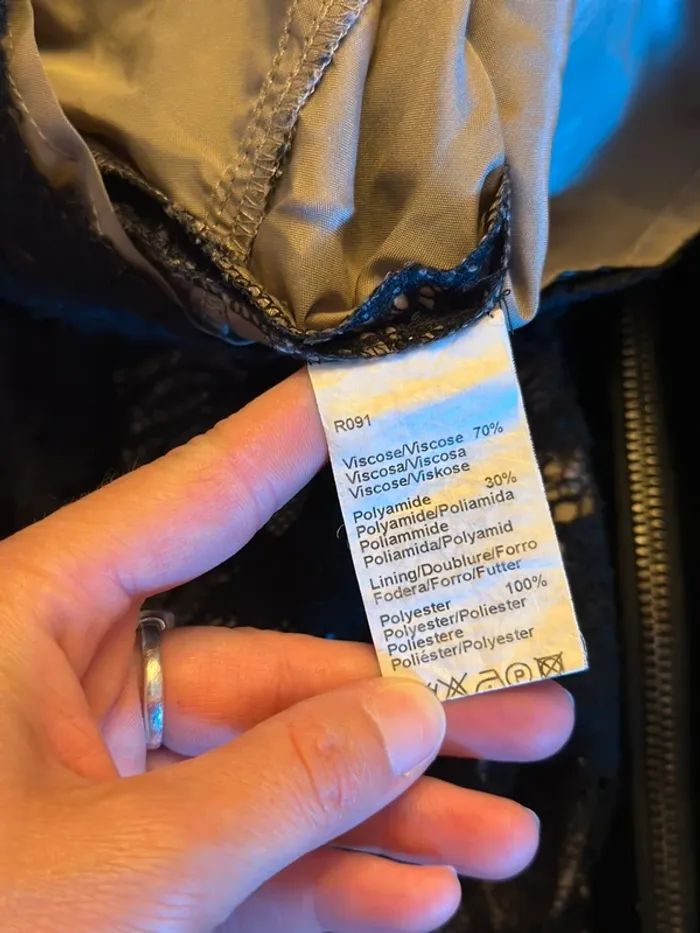 R091
Viscose/Viscose 70%
Viscosa/Viscosa
Viscose/Viskose
Polyamide 30%
Polyamide/Poliamida
Poliammide
Poliamida/Polyamid
Lining/Doublure/Forro
Fodera/Forro/Futter
Polyester 100%
Polyester/Poliester
Poliestere
Poliéster/Polyester
P